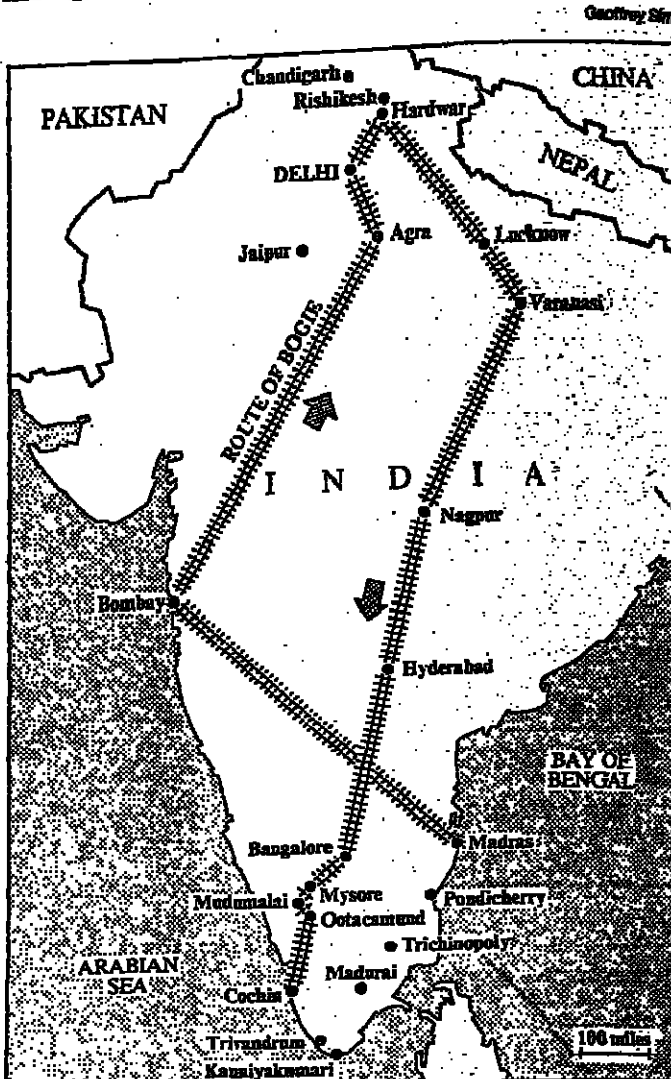 Geoffrey
Chandigarh
CHINA
PAKISTAN
Rishikesh
Hardwar
NEPAL
DELHI
Agra
Lucknow
Jaipur
Varanasi
ROUTE OF BOGIE
INDIA
Nagpur
Bombay
Hyderabad
BAY OF
BENGAL
Bangalore
Madras
Mudumalai
Mysore
Pondicherry
Ootacamund
Trichinopoly
ARABIAN
SEA
Madurai
Cochin
Trivandrum
100 miles
Kanniyakumari